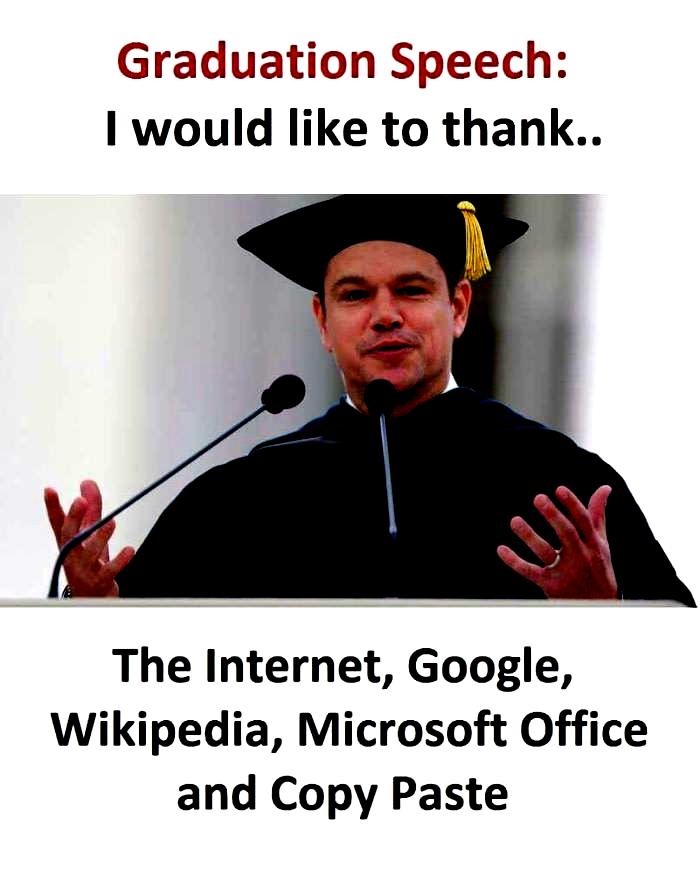 Graduation Speech:
I would like to thank..
The Internet, Google,
Wikipedia, Microsoft Office
and Copy Paste